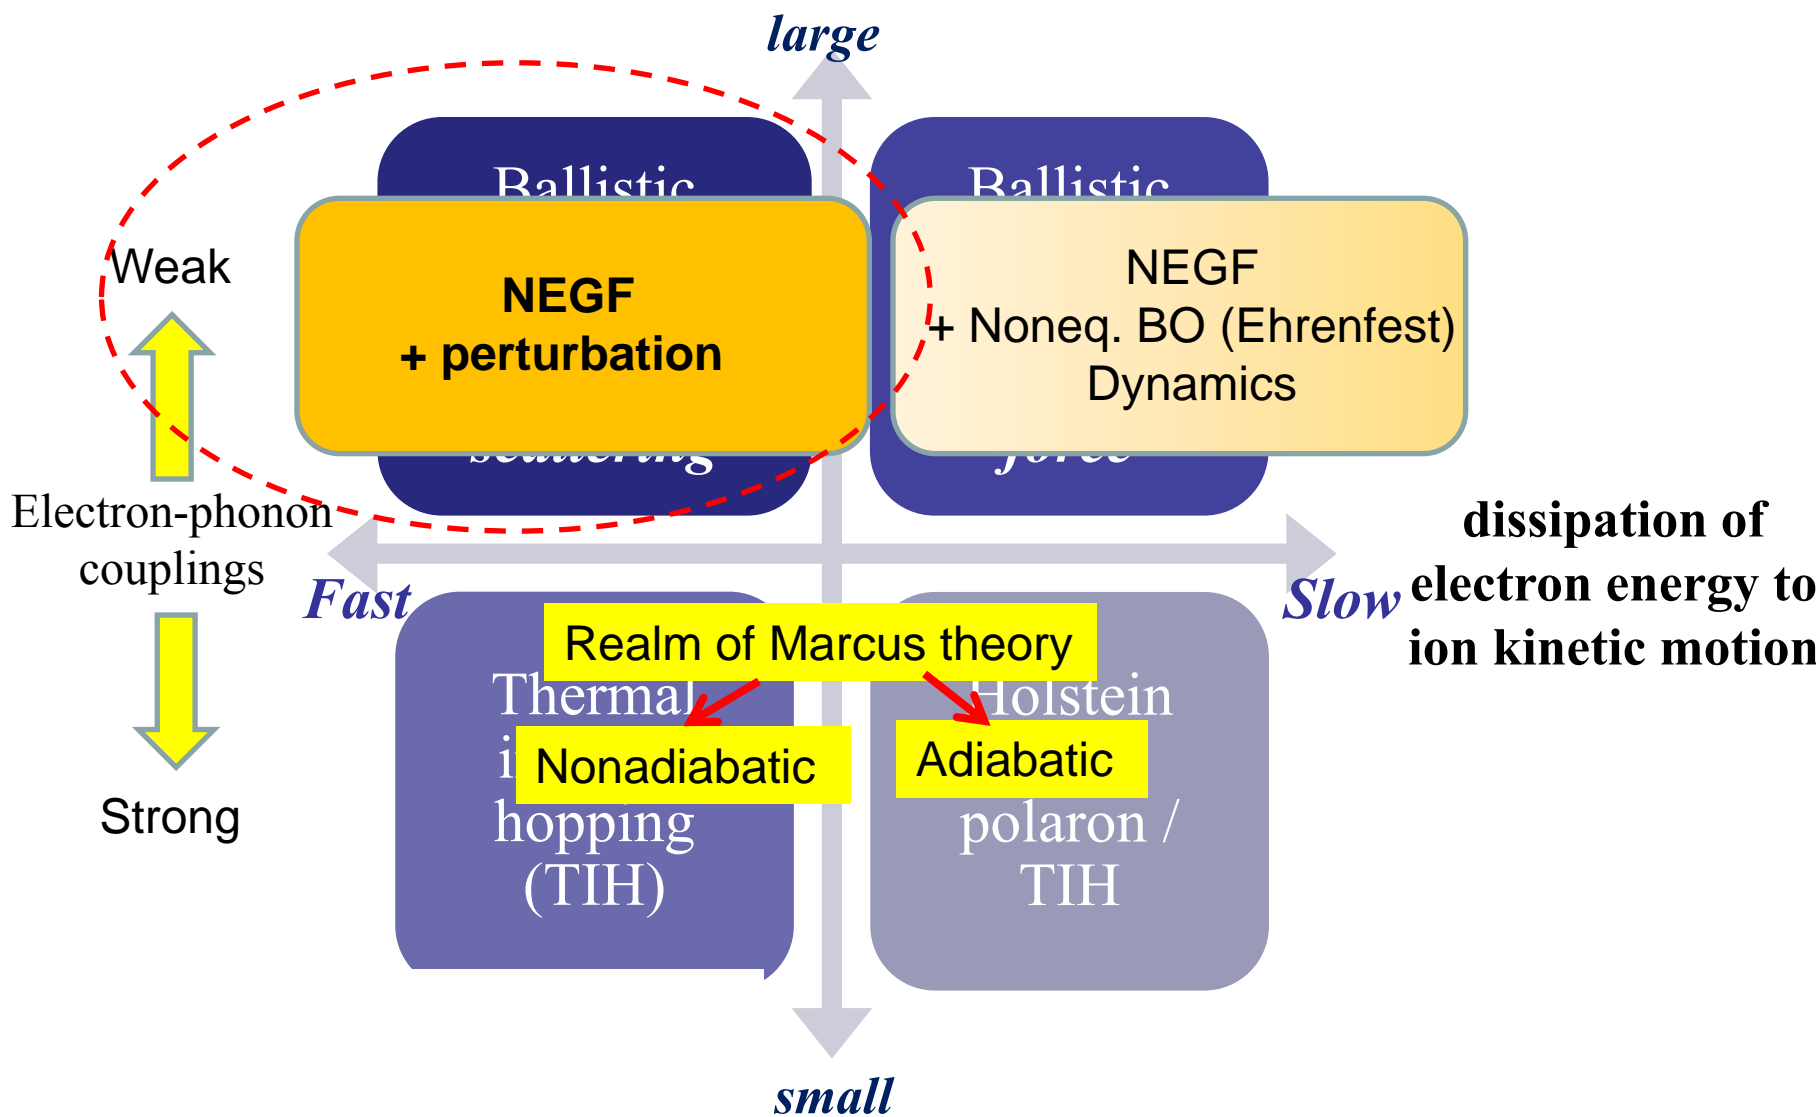 large
Ballistic
Ballistic
Weak
NEGF
+ perturbation
NEGF
+ Noneq. BO (Ehrenfest)
Dynamics
scattering
force
Electron-phonon
couplings
Fast
Slow
dissipation of
electron energy to
ion kinetic motion
Realm of Marcus theory
Thermal
Holstein
Nonadiabatic
Adiabatic
hopping
(TIH)
polaron /
TIH
Strong
small